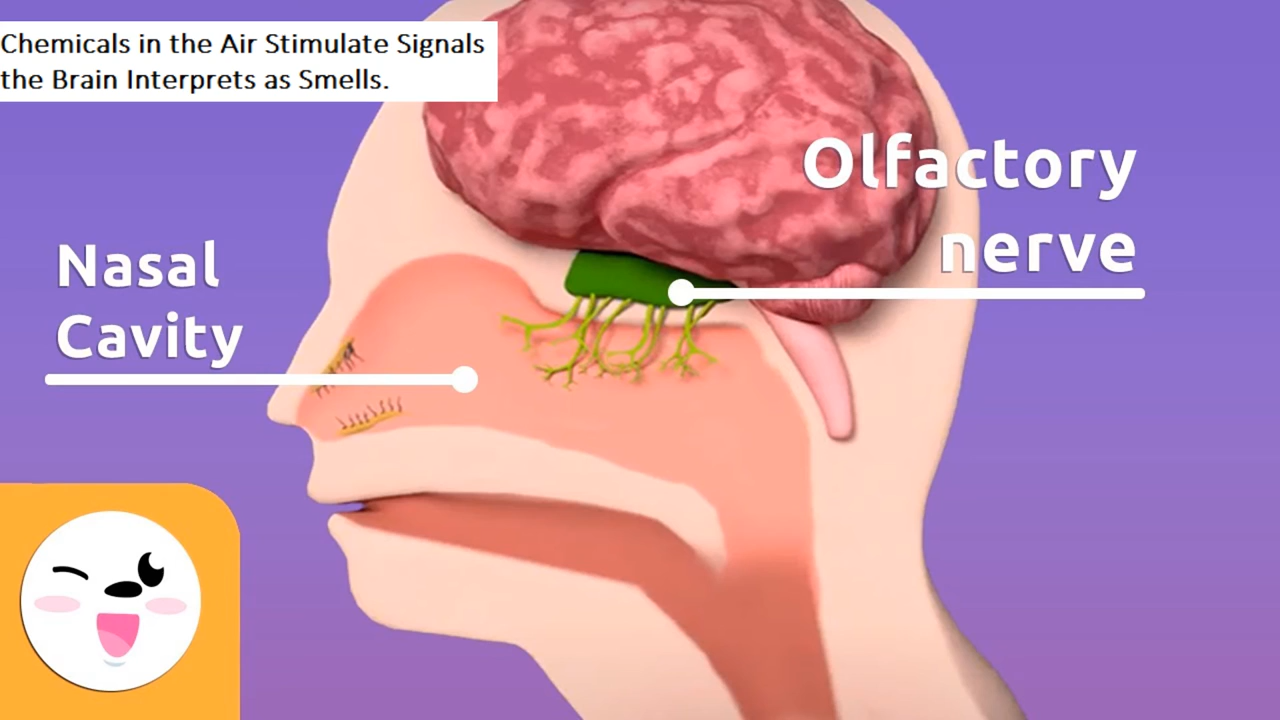 Chemicals in the Air Stimulate Signals
the Brain Interprets as Smells.
Olfactory
nerve
Nasal
Cavity